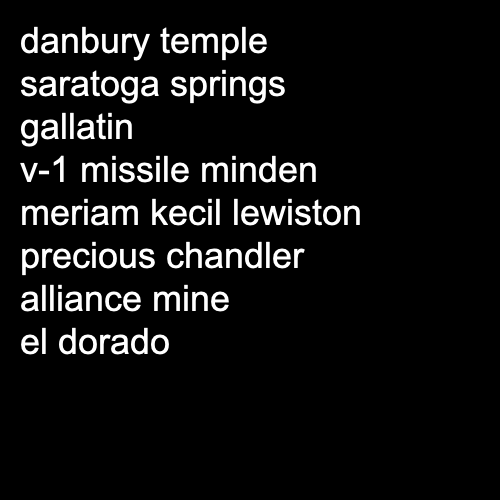 danbury temple
saratoga springs
gallatin
v-1 missile minden
meriam kecil lewiston
precious chandler
alliance mine
el dorado